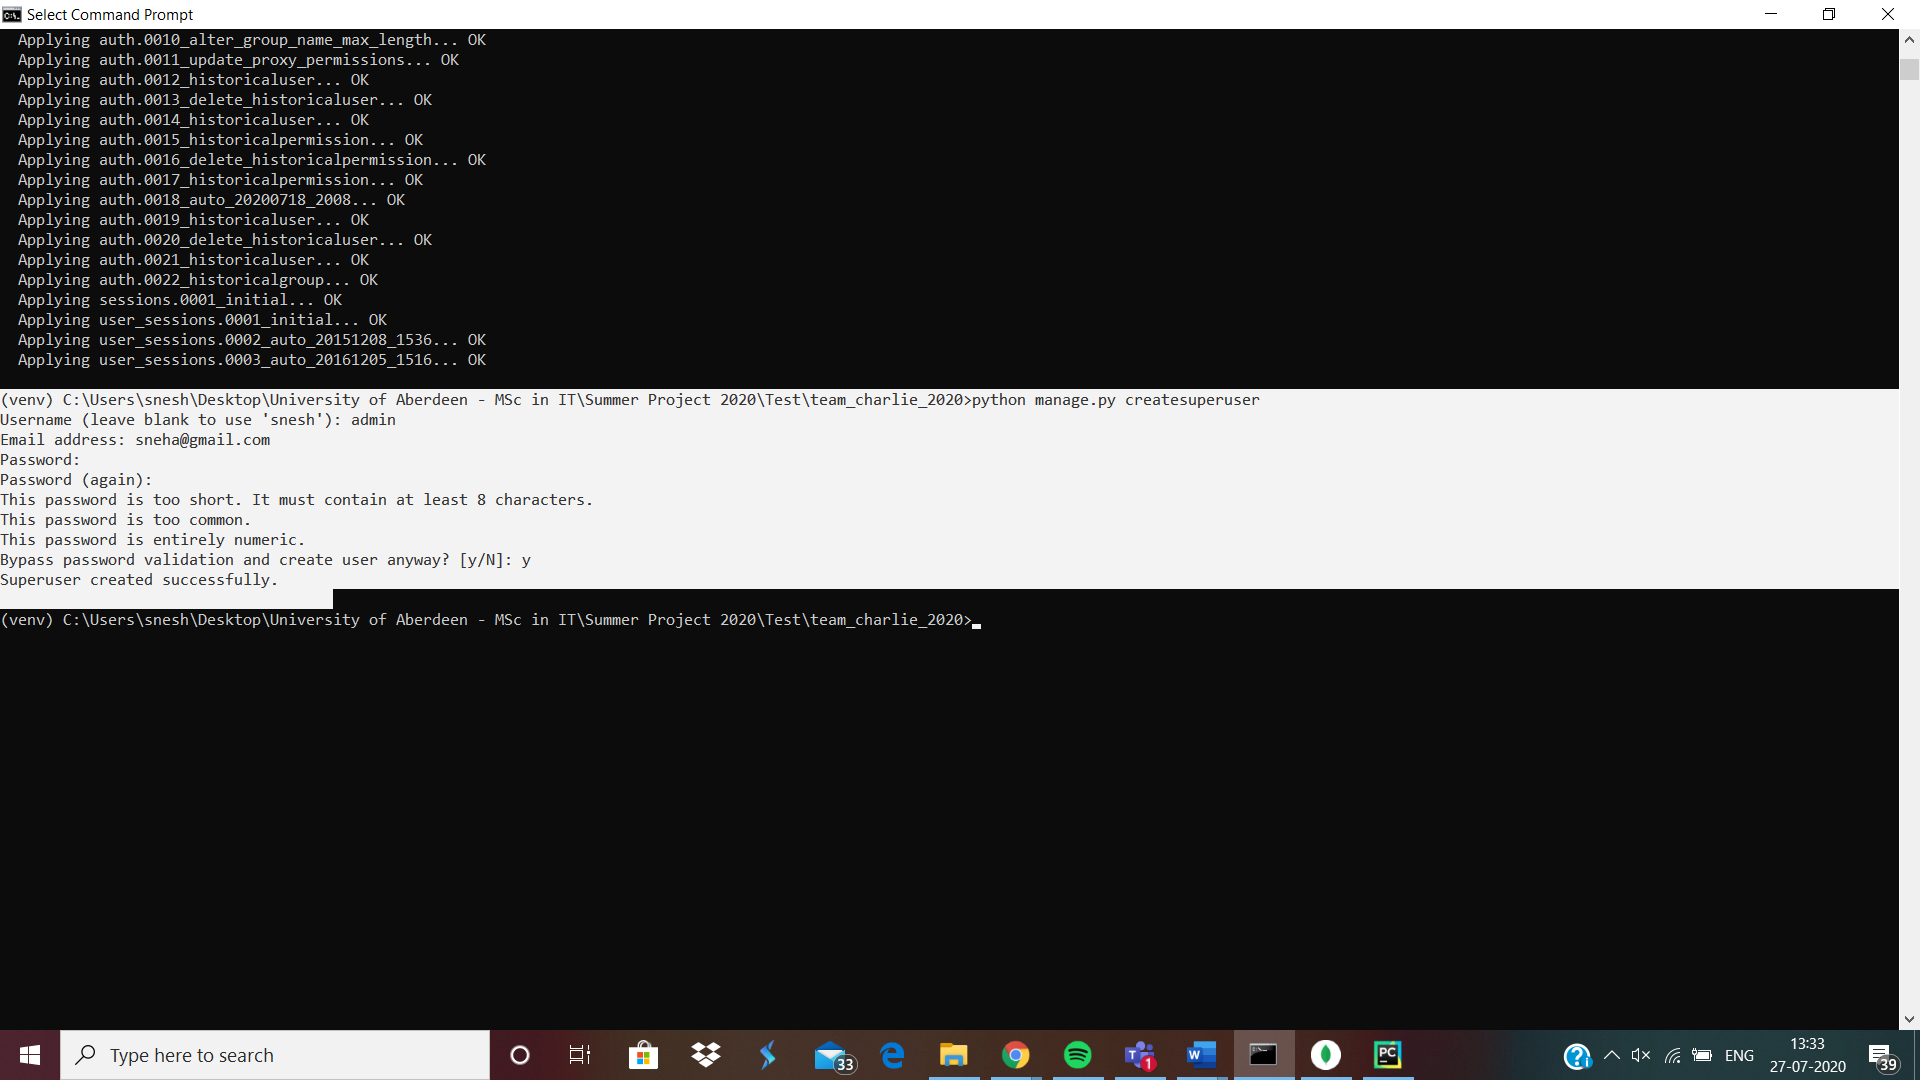 Select Command Prompt
Applying auth.0010_alter_group_name_max_length... OK
Applying auth.0011_update_proxy_permissions... OK
Applying auth.0012_historicaluser... OK
Applying auth.0013_delete_historicaluser... OK
Applying auth.0014_historicaluser... OK
Applying auth.0015_historicalpermission... OK
Applying auth.0016_delete_historicalpermission... OK
Applying auth.0017_historicalpermission... OK
Applying auth.0018_auto_20200718_2008... OK
Applying auth.0019_historicaluser... OK
Applying auth.0020_delete_historicaluser... OK
Applying auth.0021_historicaluser... OK
Applying auth.0022_historicalgroup... OK
Applying sessions.0001_initial... OK
Applying user_sessions.0001_initial... OK
Applying user_sessions.0002_auto_20151208_1536... OK
Applying user_sessions.0003_auto_20161205_1516... OK
(venv) C:\Users\snesh\Desktop\University of Aberdeen - MSc in IT\Summer Project 2020\Test\team_charlie_2020>python manage.py createsuperuser
Username (leave blank to use 'snesh'): admin
Email address: sneha@gmail.com
Password:
Password (again):
This password is too short. It must contain at least 8 characters.
This password is too common.
This password is entirely numeric.
Bypass password validation and create user anyway? [y/N]: y
Superuser created successfully.
(venv) C:\Users\snesh\Desktop\University of Aberdeen - MSc in IT\Summer Project 2020\Test\team_charlie_2020>
Type here to search
33
1
W
PC
ENG
13:33
27-07-2020
39